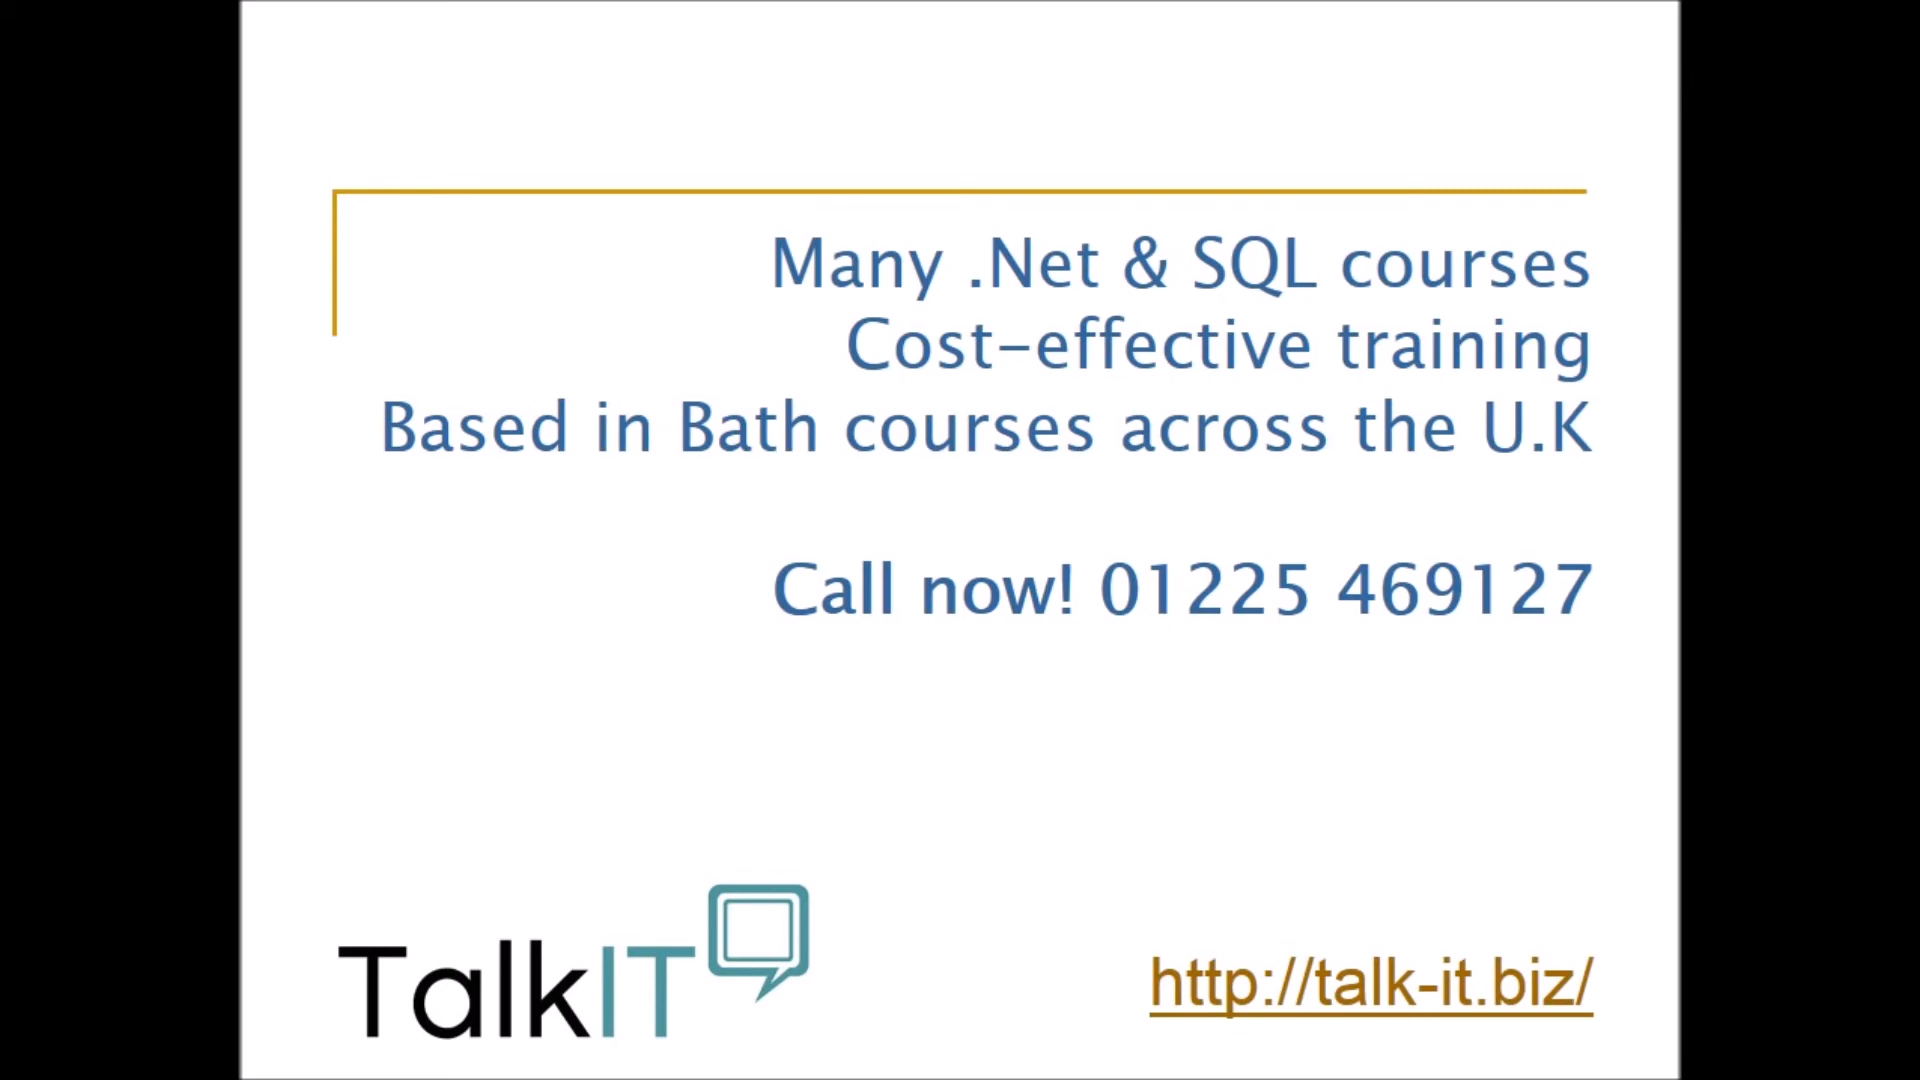 Many .Net & SQL courses
Cost-effective training
Based in Bath courses across the U.K
Call now! 01225 469127
TalkIT
http://talk-it.biz/